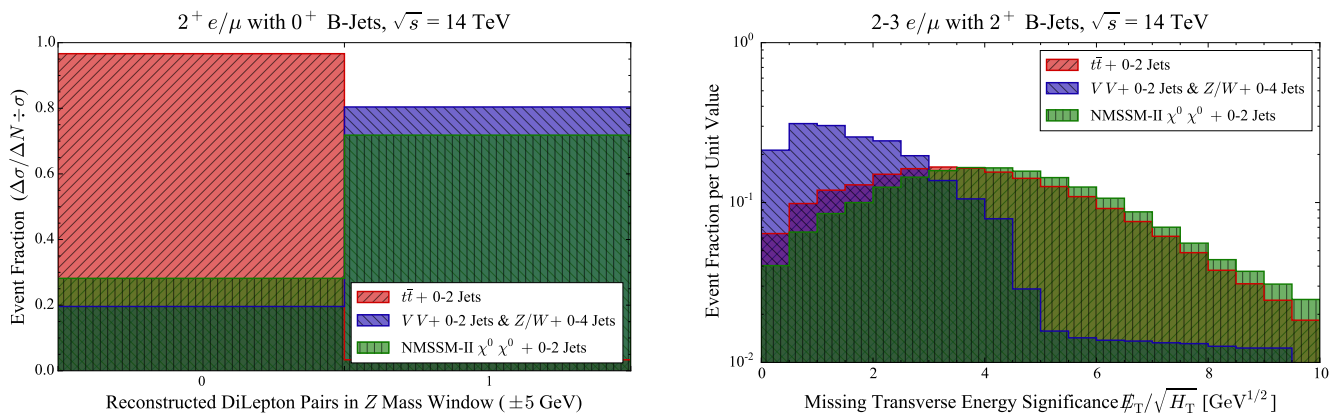 2⁺ e/μ with 0⁺ B-Jets, √s = 14 TeV
Event Fraction (Δσ/ΔN ÷ σ)
1.0
0.8
0.6
0.4
0.2
0.0
tt̄ + 0-2 Jets
V V + 0-2 Jets & Z/W + 0-4 Jets
NMSSM-II χ⁰ χ⁰ + 0-2 Jets
0 1
Reconstructed DiLepton Pairs in Z Mass Window (±5 GeV)
2-3 e/μ with 2⁺ B-Jets, √s = 14 TeV
Event Fraction per Unit Value
10⁰
10⁻¹
10⁻²
tt̄ + 0-2 Jets
V V + 0-2 Jets & Z/W + 0-4 Jets
NMSSM-II χ⁰ χ⁰ + 0-2 Jets
0 2 4 6 8 10
Missing Transverse Energy Significance E̸_T/√H_T [GeV^1/2]